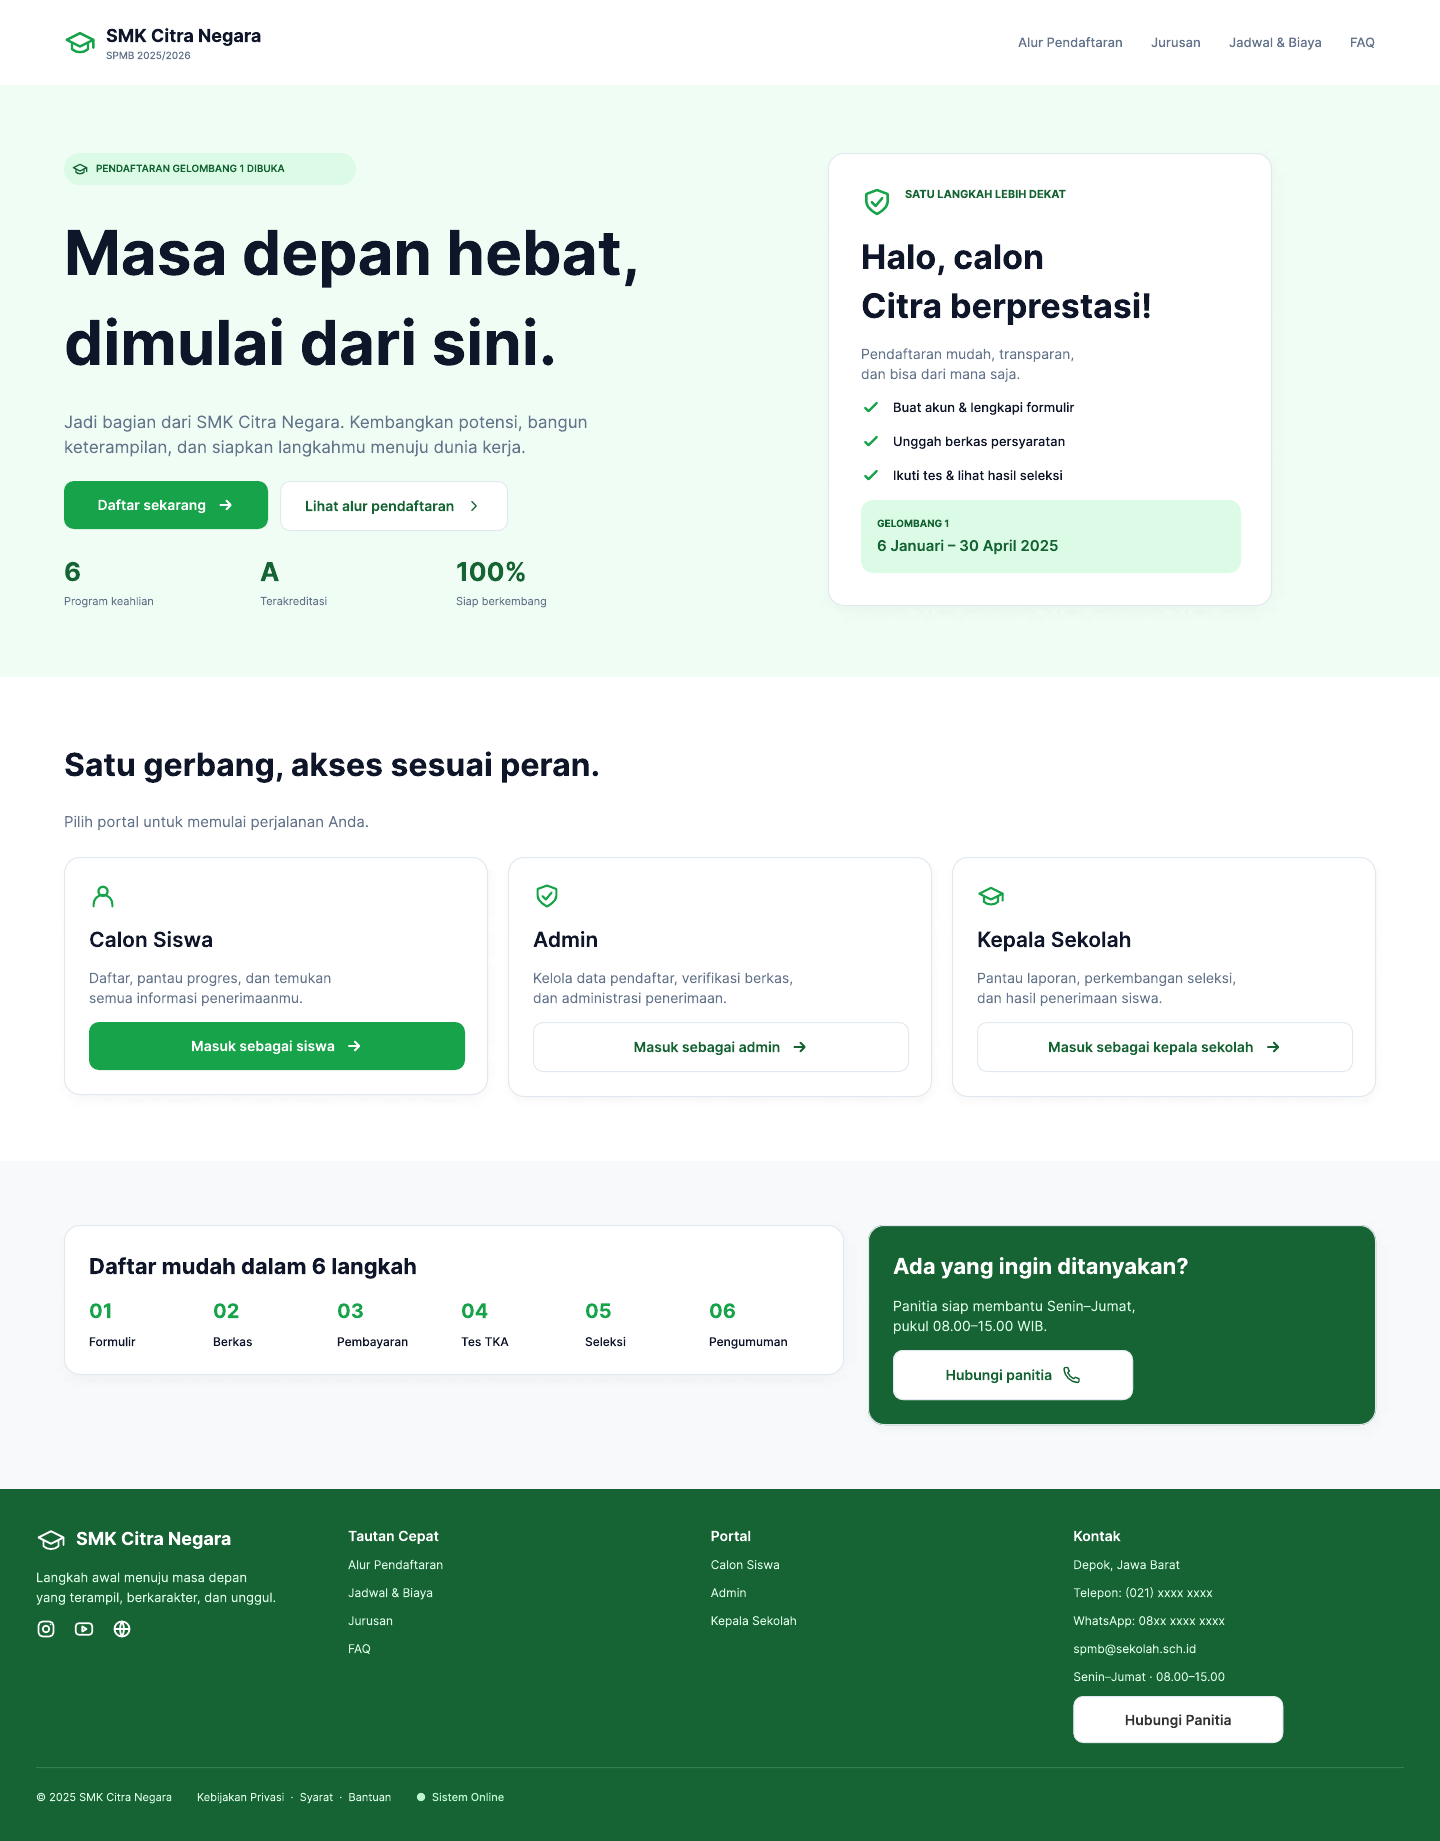 SMK Citra Negara
SPMB 2025/2026
Alur Pendaftaran
Jurusan
Jadwal & Biaya
FAQ
PENDAFTARAN GELOMBANG 1 DIBUKA
Masa depan hebat,
dimulai dari sini.
Jadi bagian dari SMK Citra Negara. Kembangkan potensi, bangun
keterampilan, dan siapkan langkahmu menuju dunia kerja.
Daftar sekarang
Lihat alur pendaftaran
6
Program keahlian
A
Terakreditasi
100%
Siap berkembang
SATU LANGKAH LEBIH DEKAT
Halo, calon
Citra berprestasi!
Pendaftaran mudah, transparan,
dan bisa dari mana saja.
Buat akun & lengkapi formulir
Unggah berkas persyaratan
Ikuti tes & lihat hasil seleksi
GELOMBANG 1
6 Januari – 30 April 2025
Satu gerbang, akses sesuai peran.
Pilih portal untuk memulai perjalanan Anda.
Calon Siswa
Daftar, pantau progres, dan temukan
semua informasi penerimaanmu.
Masuk sebagai siswa
Admin
Kelola data pendaftar, verifikasi berkas,
dan administrasi penerimaan.
Masuk sebagai admin
Kepala Sekolah
Pantau laporan, perkembangan seleksi,
dan hasil penerimaan siswa.
Masuk sebagai kepala sekolah
Daftar mudah dalam 6 langkah
01
Formulir
02
Berkas
03
Pembayaran
04
Tes TKA
05
Seleksi
06
Pengumuman
Ada yang ingin ditanyakan?
Panitia siap membantu Senin–Jumat,
pukul 08.00–15.00 WIB.
Hubungi panitia
SMK Citra Negara
Langkah awal menuju masa depan
yang terampil, berkarakter, dan unggul.
Tautan Cepat
Alur Pendaftaran
Jadwal & Biaya
Jurusan
FAQ
Portal
Calon Siswa
Admin
Kepala Sekolah
Kontak
Depok, Jawa Barat
Telepon: (021) xxxx xxxx
WhatsApp: 08xx xxxx xxxx
spmb@sekolah.sch.id
Senin–Jumat · 08.00–15.00
Hubungi Panitia
© 2025 SMK Citra Negara
Kebijakan Privasi · Syarat · Bantuan
Sistem Online